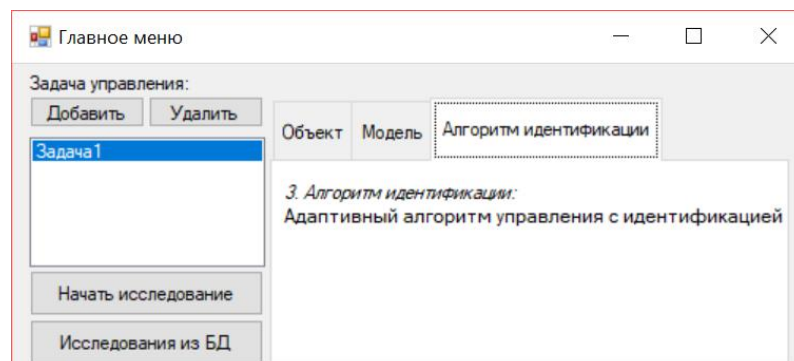 Главное меню
Задача управления:
Добавить Удалить
Задача1
Начать исследование
Исследования из БД
Объект Модель Алгоритм идентификации
3. Алгоритм идентификации:
Адаптивный алгоритм управления с идентификацией